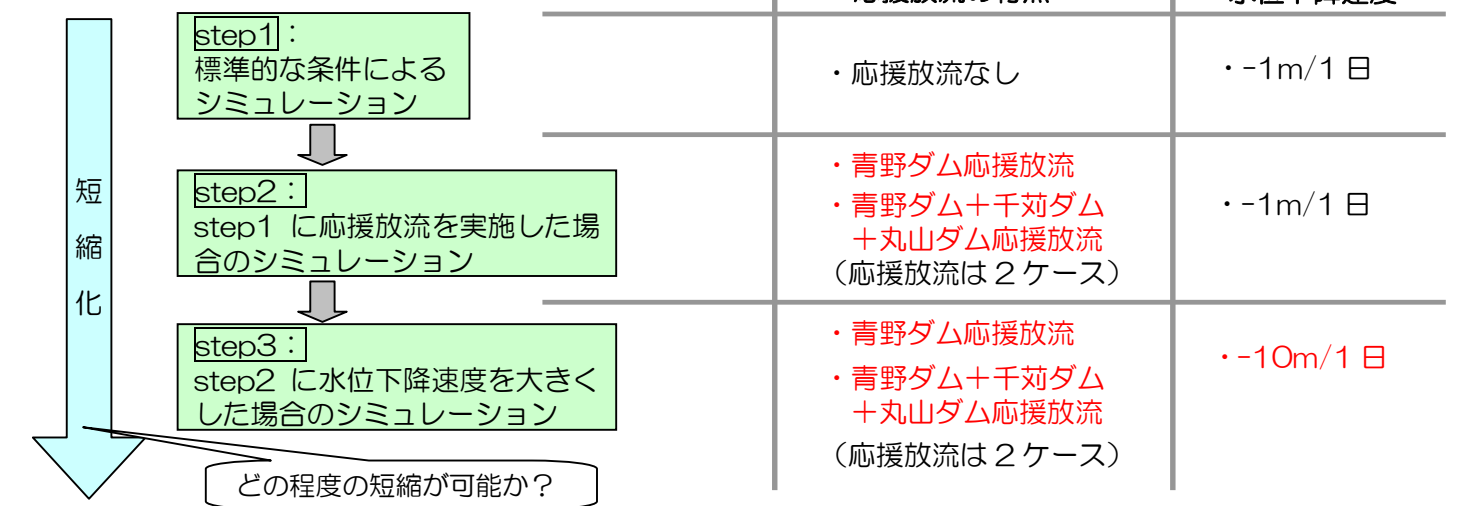 水位下降速度
step1：
標準的な条件による
シミュレーション
・応援放流なし
・-1m/1日
step2：
step1 に応援放流を実施した場
合のシミュレーション
・青野ダム応援放流
・青野ダム＋千苅ダム
＋丸山ダム応援放流
（応援放流は2ケース）
・-1m/1日
step3：
step2 に水位下降速度を大きく
した場合のシミュレーション
・青野ダム応援放流
・青野ダム＋千苅ダム
＋丸山ダム応援放流
（応援放流は2ケース）
・-10m/1日
短
縮
化
どの程度の短縮が可能か？